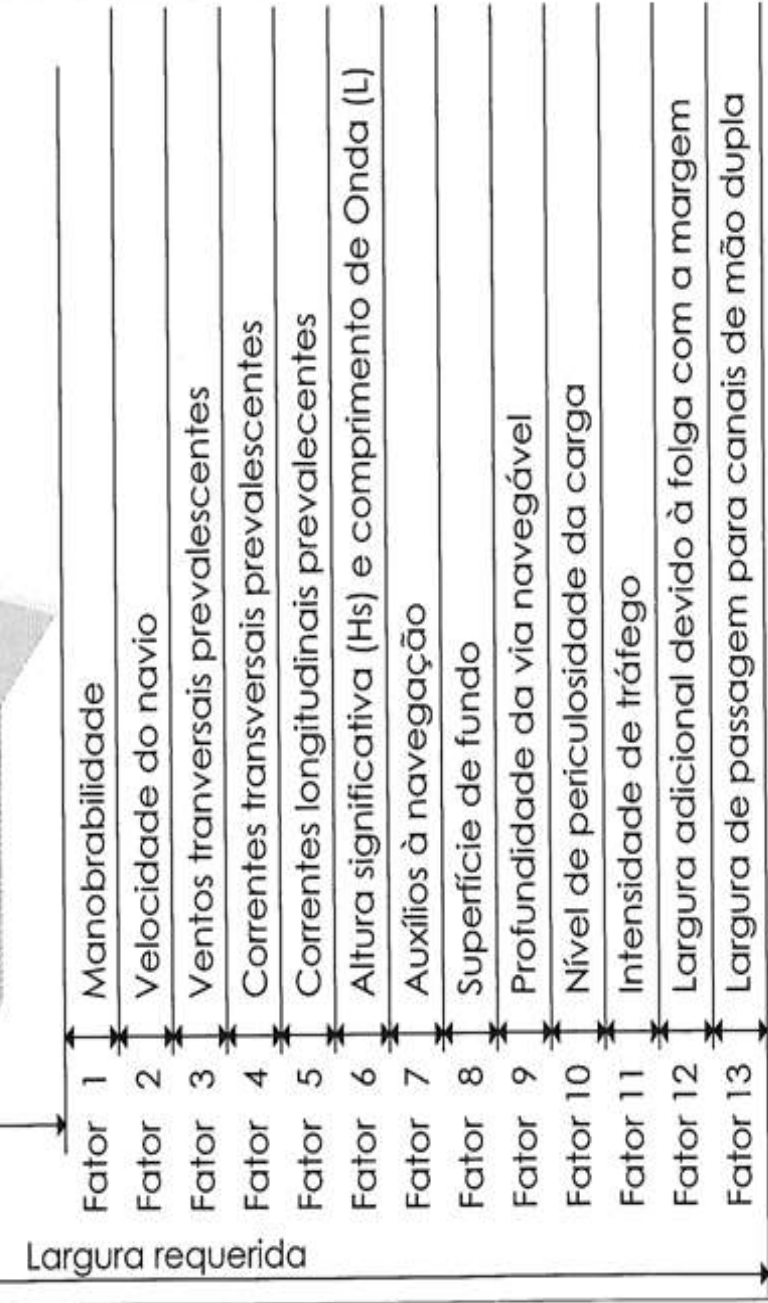 Fator 1 Manobrabilidade
Fator 2 Velocidade do navio
Fator 3 Ventos tranversais prevalescentes
Fator 4 Correntes transversais prevalescentes
Fator 5 Correntes longitudinais prevalecentes
Fator 6 Altura significativa (Hs) e comprimento de Onda (L)
Fator 7 Auxílios à navegação
Fator 8 Superfície de fundo
Fator 9 Profundidade da via navegável
Fator 10 Nível de periculosidade da carga
Fator 11 Intensidade de tráfego
Fator 12 Largura adicional devido à folga com a margem
Fator 13 Largura de passagem para canais de mão dupla
Largura requerida